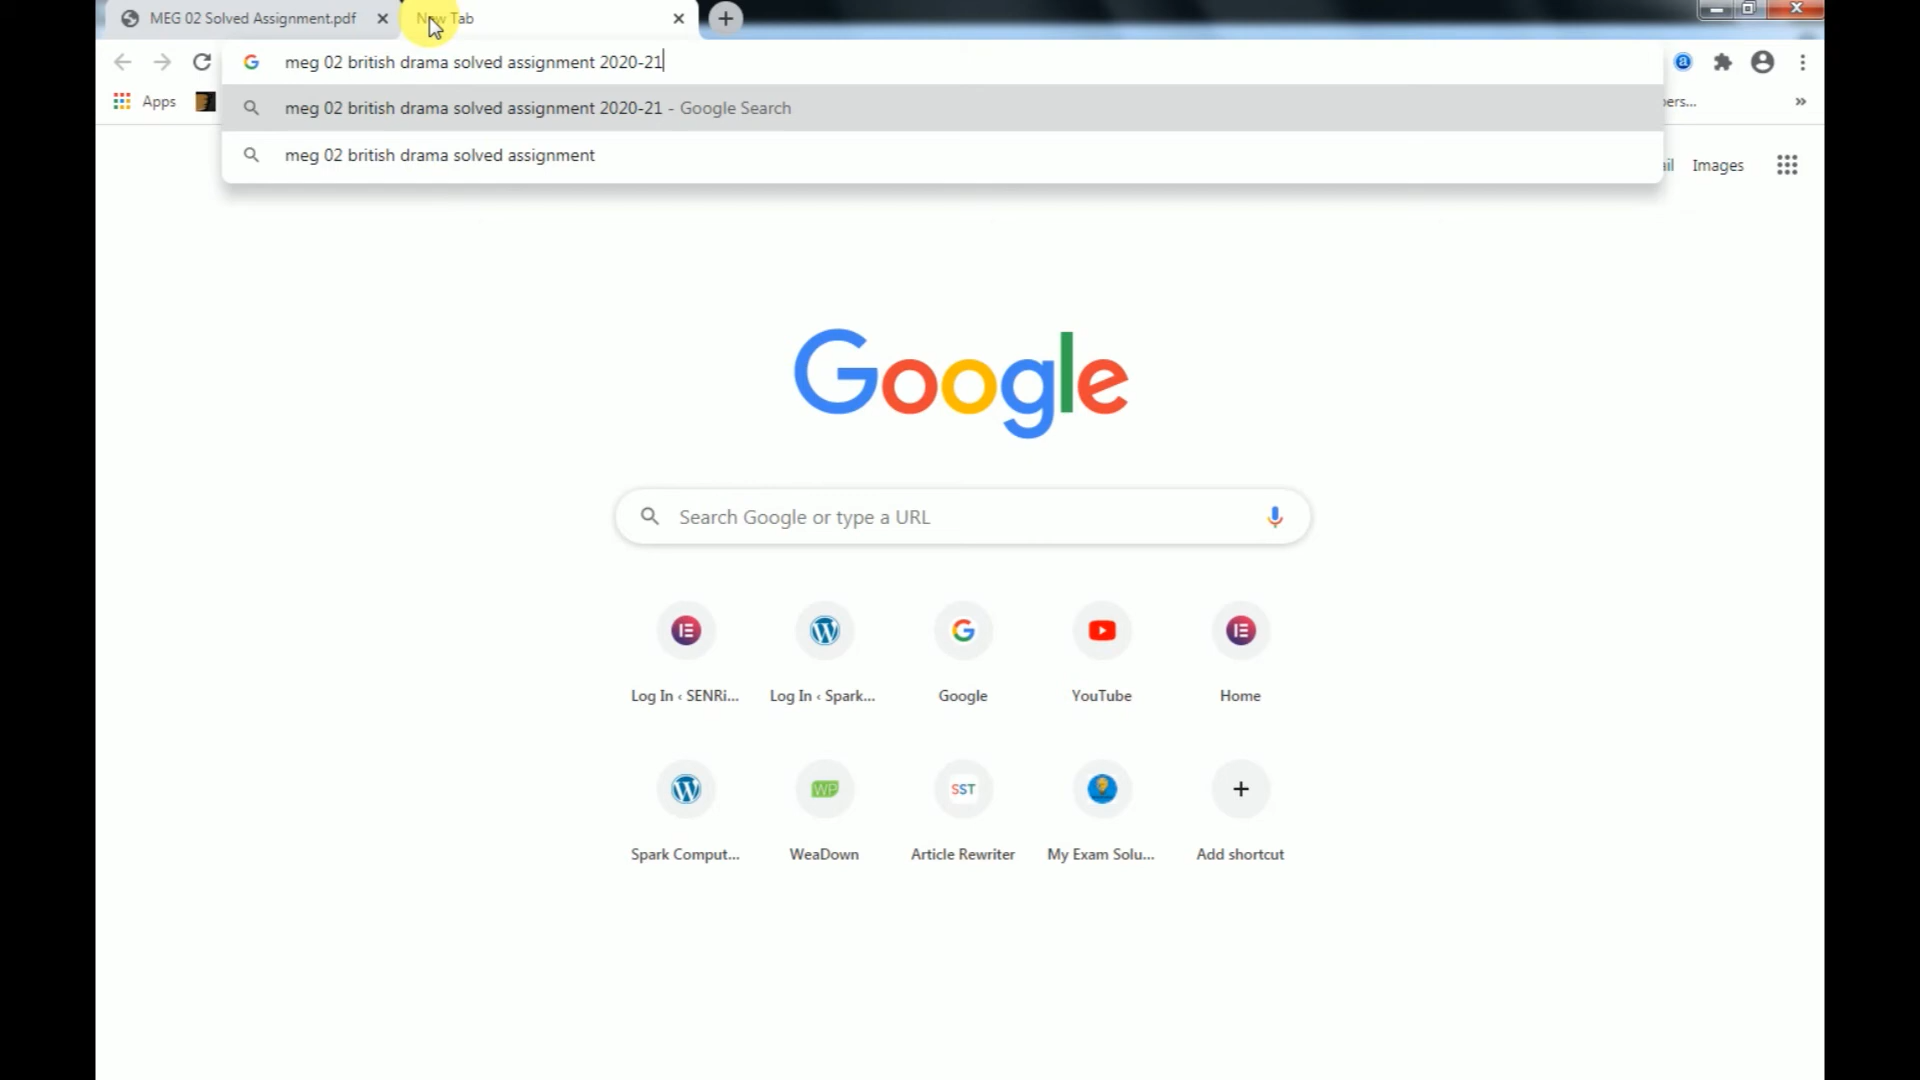 MEG 02 Solved Assignment.pdf
New Tab
meg 02 british drama solved assignment 2020-21
Apps
meg 02 british drama solved assignment 2020-21 - Google Search
meg 02 british drama solved assignment
Images
Google
Search Google or type a URL
Log In ‹ SENRi...
Log In ‹ Spark...
Google
YouTube
Home
WP
SST
Spark Comput...
WeaDown
Article Rewriter
My Exam Solu...
Add shortcut